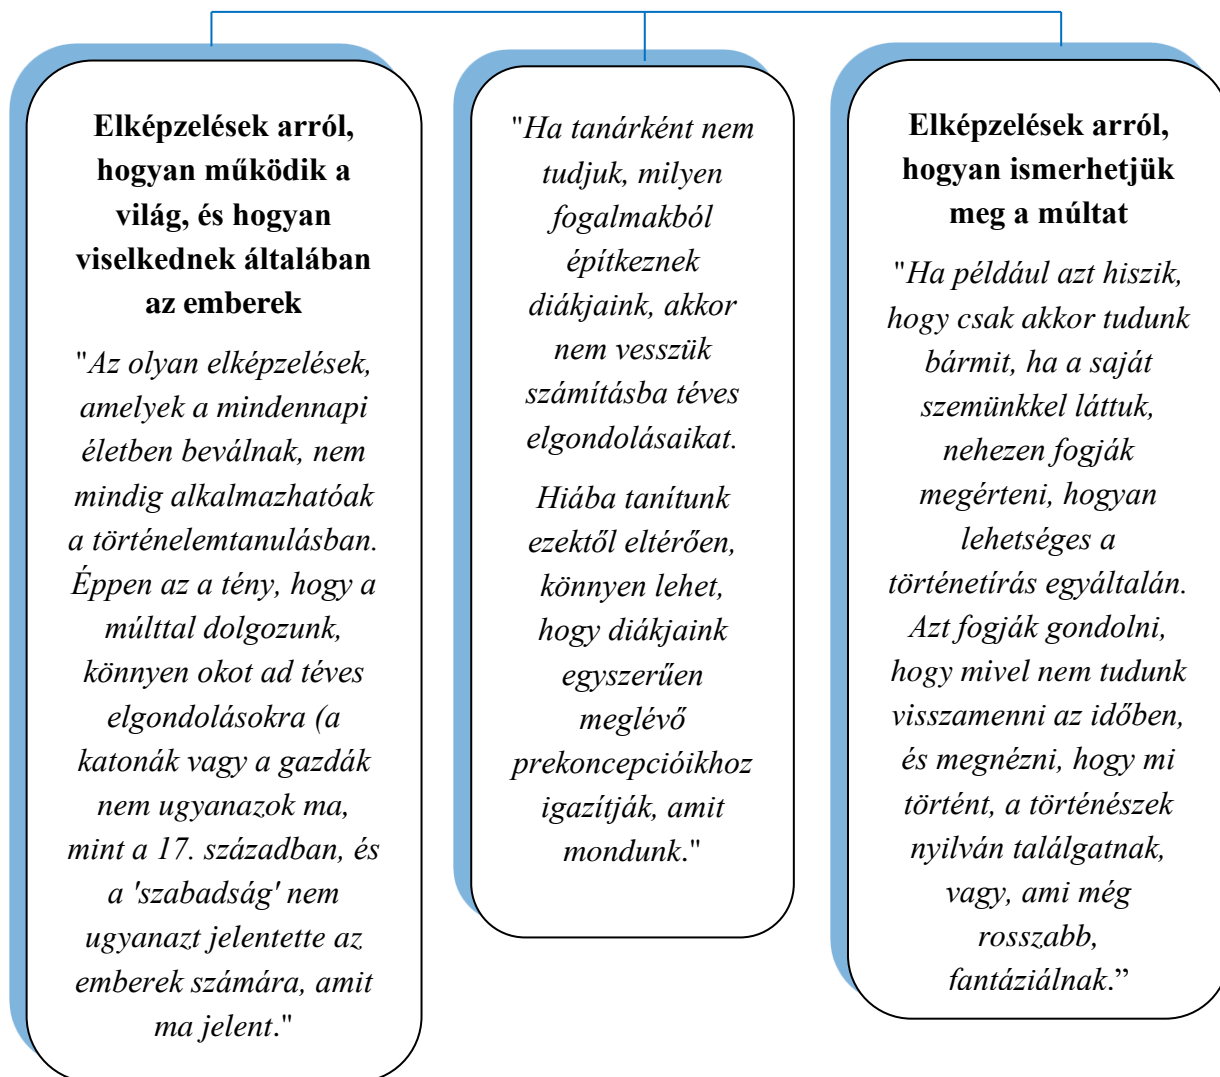 Elképzelések arról,
hogyan működik a
világ, és hogyan
viselkednek általában
az emberek
"Az olyan elképzelések,
amelyek a mindennapi
életben beválnak, nem
mindig alkalmazhatóak
a történelemtanulásban.
Éppen az a tény, hogy a
múlttal dolgozunk,
könnyen okot ad téves
elgondolásokra (a
katonák vagy a gazdák
nem ugyanazok ma,
mint a 17. században, és
a 'szabadság' nem
ugyanazt jelentette az
emberek számára, amit
ma jelent."
"Ha tanárként nem
tudjuk, milyen
fogalmakból
építkeznek
diákjaink, akkor
nem vesszük
számításba téves
elgondolásaikat.
Hiába tanítunk
ezektől eltérően,
könnyen lehet,
hogy diákjaink
egyszerűen
meglévő
prekoncepcióikhoz
igazítják, amit
mondunk."
Elképzelések arról,
hogyan ismerhetjük
meg a múltat
"Ha például azt hiszik,
hogy csak akkor tudunk
bármit, ha a saját
szemünkkel láttuk,
nehezen fogják
megérteni, hogyan
lehetséges a
történetírás egyáltalán.
Azt fogják gondolni,
hogy mivel nem tudunk
visszamenni az időben,
és megnézni, hogy mi
történt, a történészek
nyilván találgatnak,
vagy, ami még
rosszabb,
fantáziálnak.”